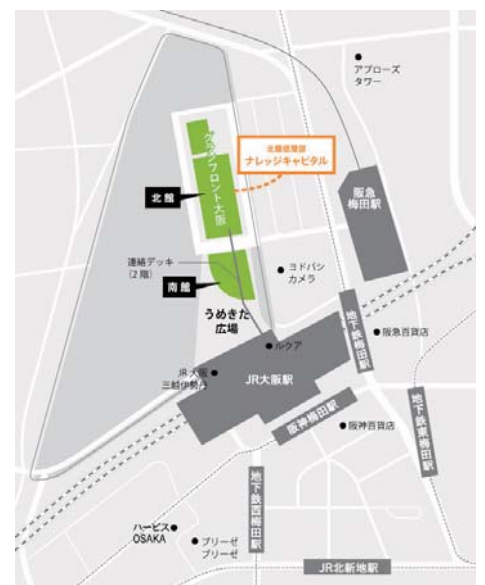 アプローズ
タワー
グランフロント大阪
北館低層部
ナレッジキャピタル
阪急
梅田駅
北館
連絡デッキ
(2階)
南館
ヨドバシ
カメラ
うめきた
広場
ルクア
地下鉄梅田駅
阪急百貨店
JR大阪
三越伊勢丹
JR大阪駅
阪神梅田駅
阪神百貨店
地下鉄東梅田駅
地下鉄西梅田駅
ハービス
OSAKA
ブリーゼ
ブリーゼ
JR北新地駅